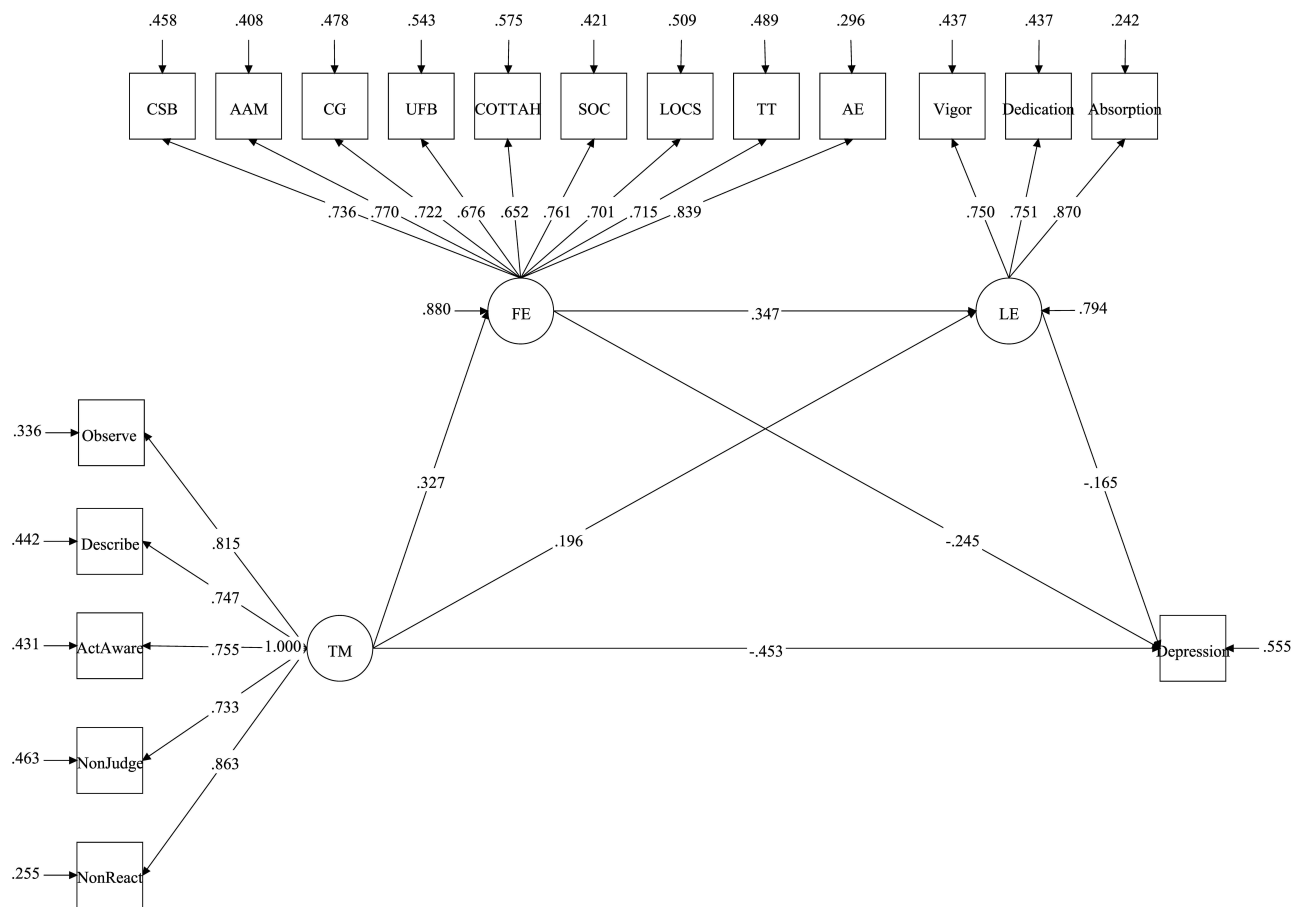 .458 .408 .478 .543 .575 .421 .509 .489 .296 .437 .437 .242
CSB AAM CG UFB COTTAH SOC LOCS TT AE Vigor Dedication Absorption
.736 .770 .722 .676 .652 .761 .701 .715 .839 .750 .751 .870
.880 FE .347 LE .794
Observe
.336
.327 -.165
.442 Describe .815 .196 -.245
.747
.431 ActAware .755 1.000 TM -.453 Depression .555
.733
.463 NonJudge .863
.255 NonReact